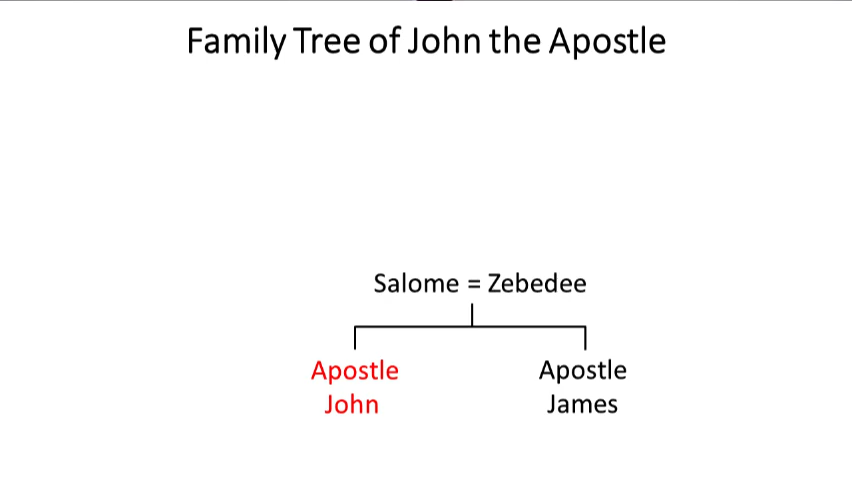 Family Tree of John the Apostle
Salome = Zebedee
Apostle
John
Apostle
James